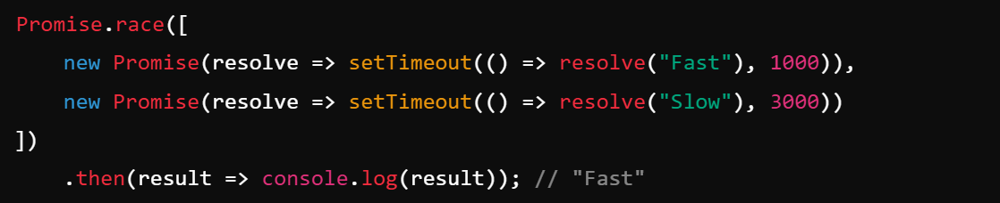 Promise.race([
    new Promise(resolve => setTimeout(() => resolve("Fast"), 1000)),
    new Promise(resolve => setTimeout(() => resolve("Slow"), 3000))
])
    .then(result => console.log(result)); // "Fast"